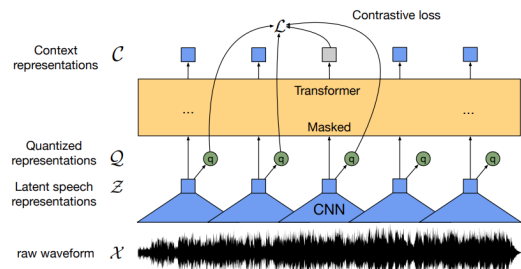 Contrastive loss
ℒ
Context
representations 𝒞
Transformer
... ...
Masked
Quantized
representations 𝒬
q q q q q
Latent speech
representations 𝒵
CNN
raw waveform 𝒳